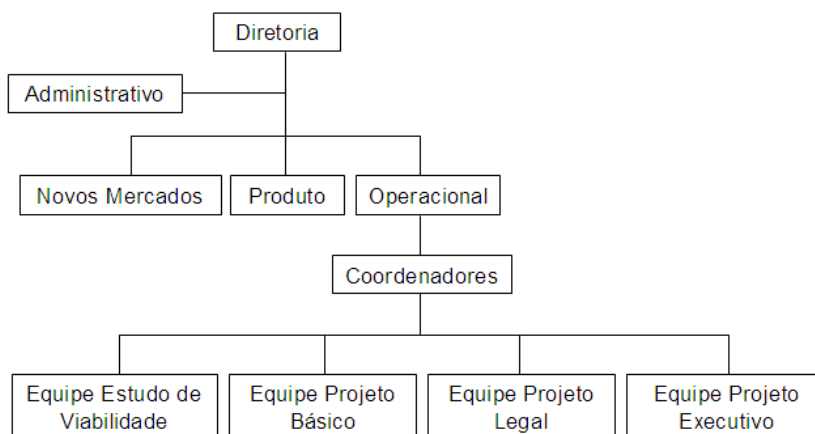 Diretoria
Administrativo
Novos Mercados
Produto
Operacional
Coordenadores
Equipe Estudo de
Viabilidade
Equipe Projeto
Básico
Equipe Projeto
Legal
Equipe Projeto
Executivo